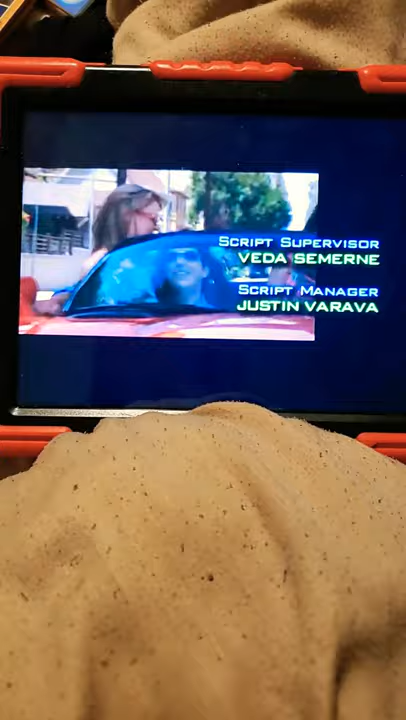 SCRIPT SUPERVISOR
VEDA SEMERNE
SCRIPT MANAGER
JUSTIN VARAVA